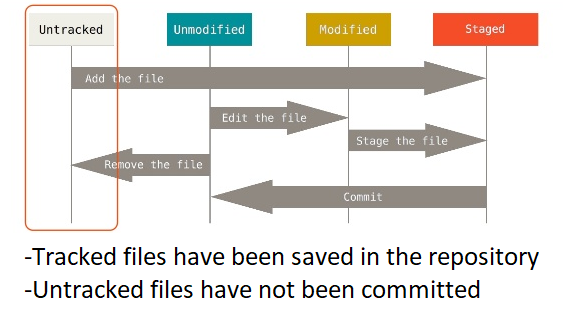 Untracked Unmodified Modified Staged
Add the file
Edit the file
Stage the file
Remove the file
Commit
-Tracked files have been saved in the repository
-Untracked files have not been committed